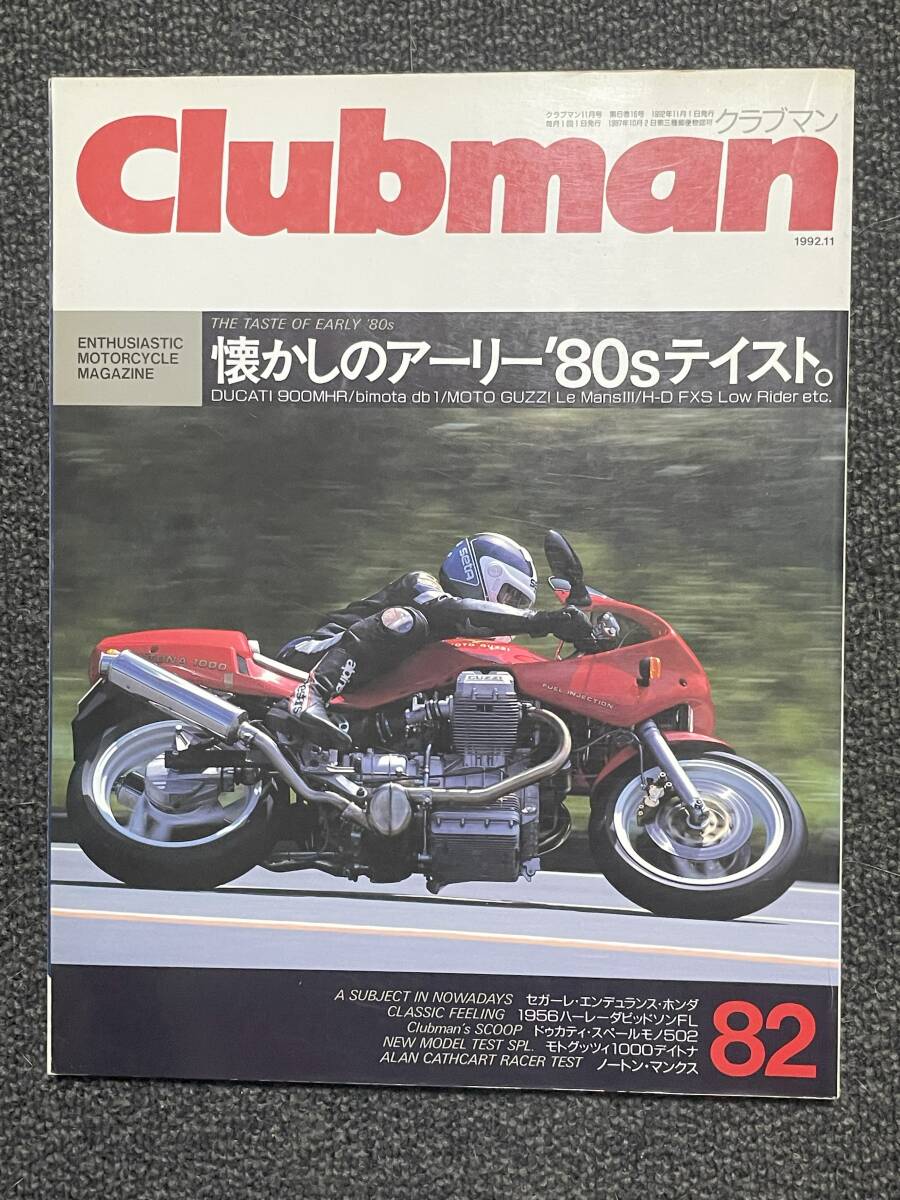 クラブマン11月号 第8巻16号 1992年11月1日発行
毎月1回1日発行 1987年10月2日第三種郵便物認可
クラブマン
Clubman
1992.11
ENTHUSIASTIC
MOTORCYCLE
MAGAZINE
THE TASTE OF EARLY '80s
懐かしのアーリー'80sテイスト。
DUCATI 900MHR/bimota db1/MOTO GUZZI Le MansIII/H-D FXS Low Rider etc.
SETA
MOTO GUZZI
GUZZI
FUEL INJECTION
1000
A SUBJECT IN NOWADAYS セガーレ・エンデュランス・ホンダ
CLASSIC FEELING 1956ハーレーダビッドソンFL
Clubman's SCOOP ドゥカティ・スペールモノ502
NEW MODEL TEST SPL. モトグッツィ1000デイトナ
ALAN CATHCART RACER TEST ノートン・マンクス
82